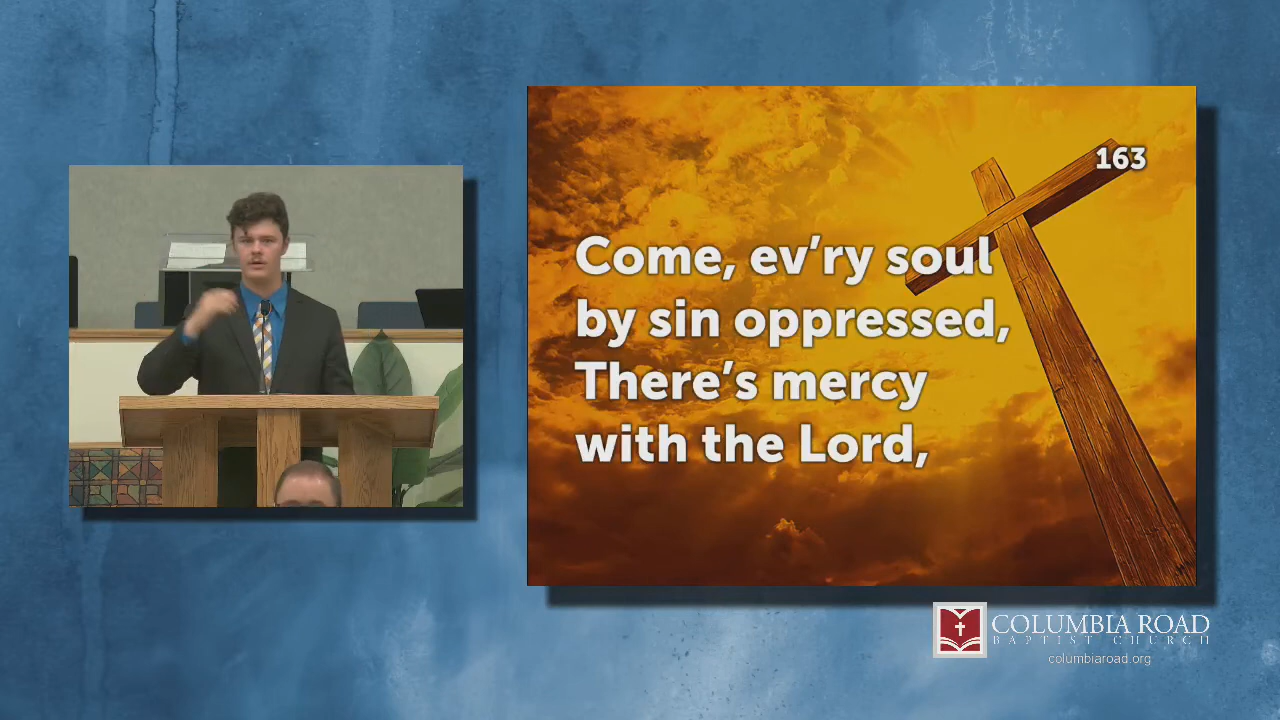 163
Come, ev’ry soul
by sin oppressed,
There’s mercy
with the Lord,
COLUMBIA ROAD
BAPTIST CHURCH
columbiaroad.org